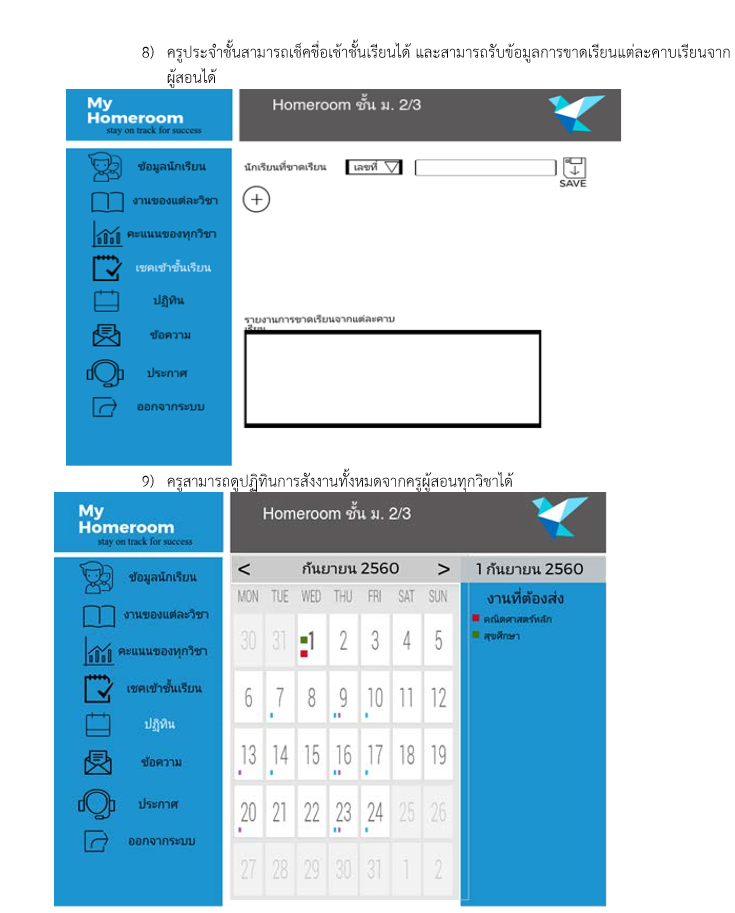 8) ครูประจำชั้นสามารถเช็คชื่อเข้าชั้นเรียนได้ และสามารถรับข้อมูลการขาดเรียนแต่ละคาบเรียนจาก
ผู้สอนได้
My
Homeroom
stay on track for success
Homeroom ชั้น ม. 2/3
ข้อมูลนักเรียน
งานของแต่ละวิชา
คะแนนของทุกวิชา
เชคเข้าชั้นเรียน
ปฏิทิน
ข้อความ
ประกาศ
ออกจากระบบ
นักเรียนที่ขาดเรียน
เลขที่
SAVE
รายงานการขาดเรียนจากแต่ละคาบ
เรียน
9) ครูสามารถดูปฏิทินการสั่งงานทั้งหมดจากครูผู้สอนทุกวิชาได้
My
Homeroom
stay on track for success
Homeroom ชั้น ม. 2/3
ข้อมูลนักเรียน
งานของแต่ละวิชา
คะแนนของทุกวิชา
เชคเข้าชั้นเรียน
ปฏิทิน
ข้อความ
ประกาศ
ออกจากระบบ
< กันยายน 2560 >
MON TUE WED THU FRI SAT SUN
30 31 1 2 3 4 5
6 7 8 9 10 11 12
13 14 15 16 17 18 19
20 21 22 23 24 25 26
27 28 29 30 31 1 2
1 กันยายน 2560
งานที่ต้องส่ง
คณิตศาสตร์หลัก
สุขศึกษา